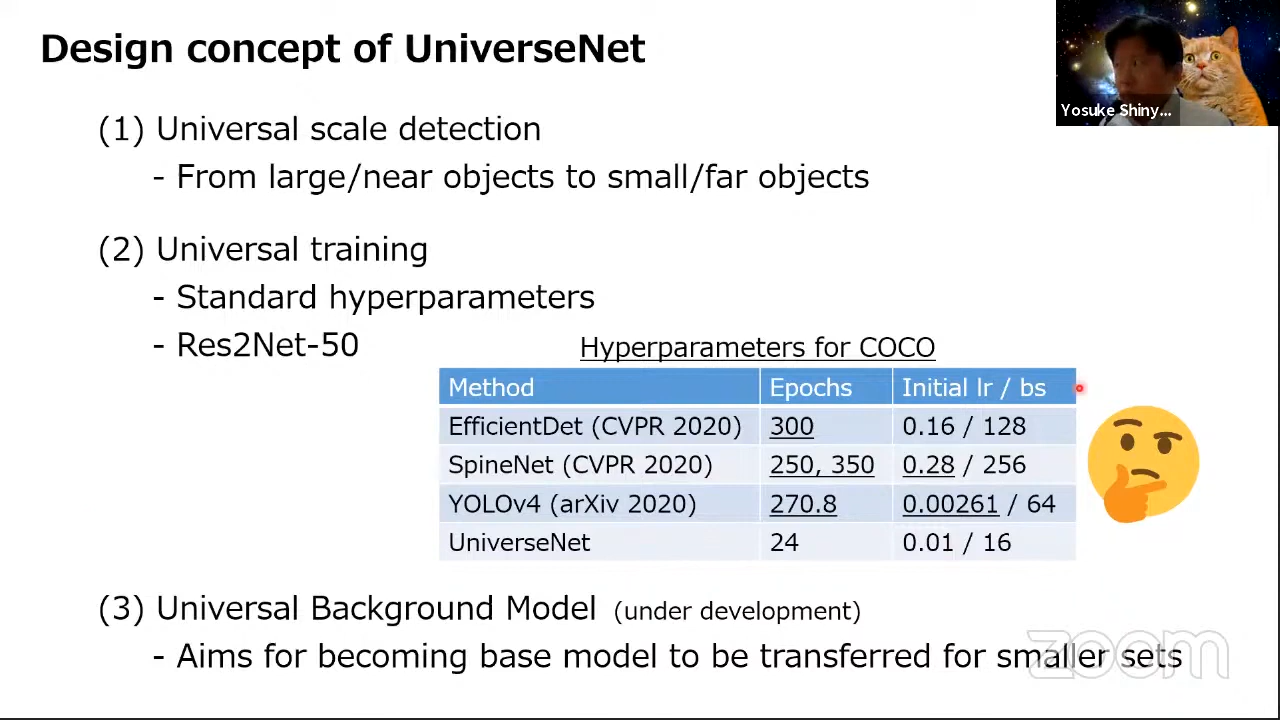 Design concept of UniverseNet
Yosuke Shiny...
(1) Universal scale detection
- From large/near objects to small/far objects
(2) Universal training
- Standard hyperparameters
- Res2Net-50
Hyperparameters for COCO
Method Epochs Initial lr / bs
EfficientDet (CVPR 2020) 300 0.16 / 128
SpineNet (CVPR 2020) 250, 350 0.28 / 256
YOLOv4 (arXiv 2020) 270.8 0.00261 / 64
UniverseNet 24 0.01 / 16
(3) Universal Background Model (under development)
- Aims for becoming base model to be transferred for smaller sets
zoom